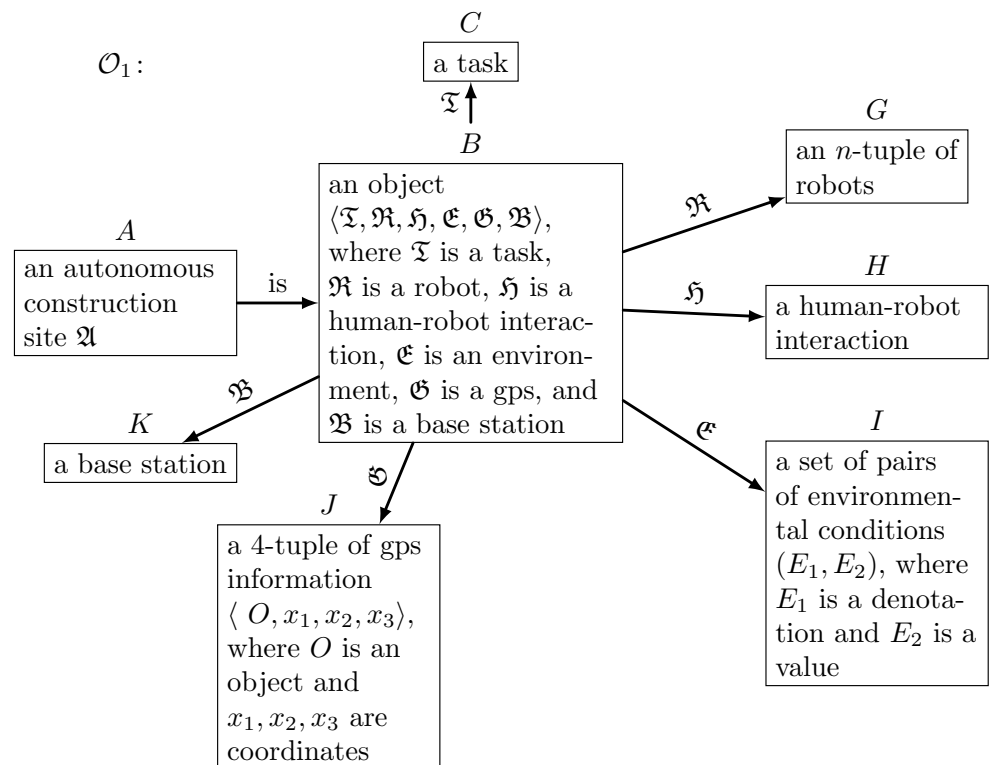 𝒪₁:
C
a task
𝔗
B
an object
⟨𝔗, ℜ, ℌ, 𝔈, 𝔊, 𝔅⟩,
where 𝔗 is a task,
ℜ is a robot, ℌ is a
human-robot interac-
tion, 𝔈 is an environ-
ment, 𝔊 is a gps, and
𝔅 is a base station
A
an autonomous
construction
site 𝔄
is
G
an n-tuple of
robots
ℜ
H
a human-robot
interaction
ℌ
I
a set of pairs
of environmen-
tal conditions
(E₁, E₂), where
E₁ is a denota-
tion and E₂ is a
value
𝔈
K
a base station
𝔅
J
a 4-tuple of gps
information
⟨ O, x₁, x₂, x₃⟩,
where O is an
object and
x₁, x₂, x₃ are
coordinates
𝔊